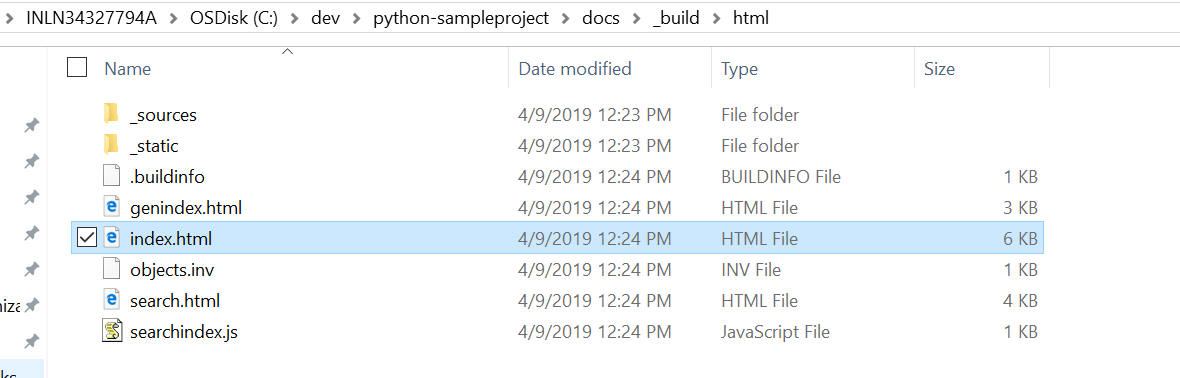 INLN34327794A > OSDisk (C:) > dev > python-sampleproject > docs > _build > html
Name Date modified Type Size
_sources 4/9/2019 12:23 PM File folder
_static 4/9/2019 12:23 PM File folder
.buildinfo 4/9/2019 12:24 PM BUILDINFO File 1 KB
genindex.html 4/9/2019 12:24 PM HTML File 3 KB
index.html 4/9/2019 12:24 PM HTML File 6 KB
objects.inv 4/9/2019 12:24 PM INV File 1 KB
search.html 4/9/2019 12:24 PM HTML File 4 KB
searchindex.js 4/9/2019 12:24 PM JavaScript File 1 KB